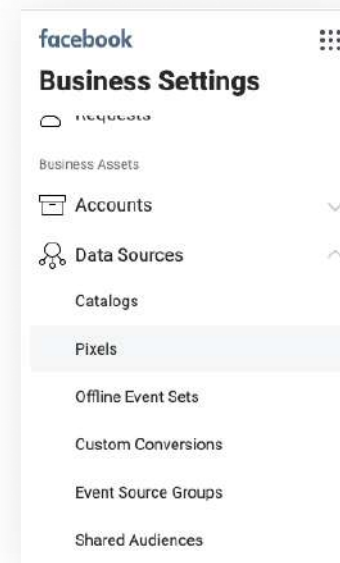 facebook
Business Settings
Requests
Business Assets
Accounts
Data Sources
Catalogs
Pixels
Offline Event Sets
Custom Conversions
Event Source Groups
Shared Audiences